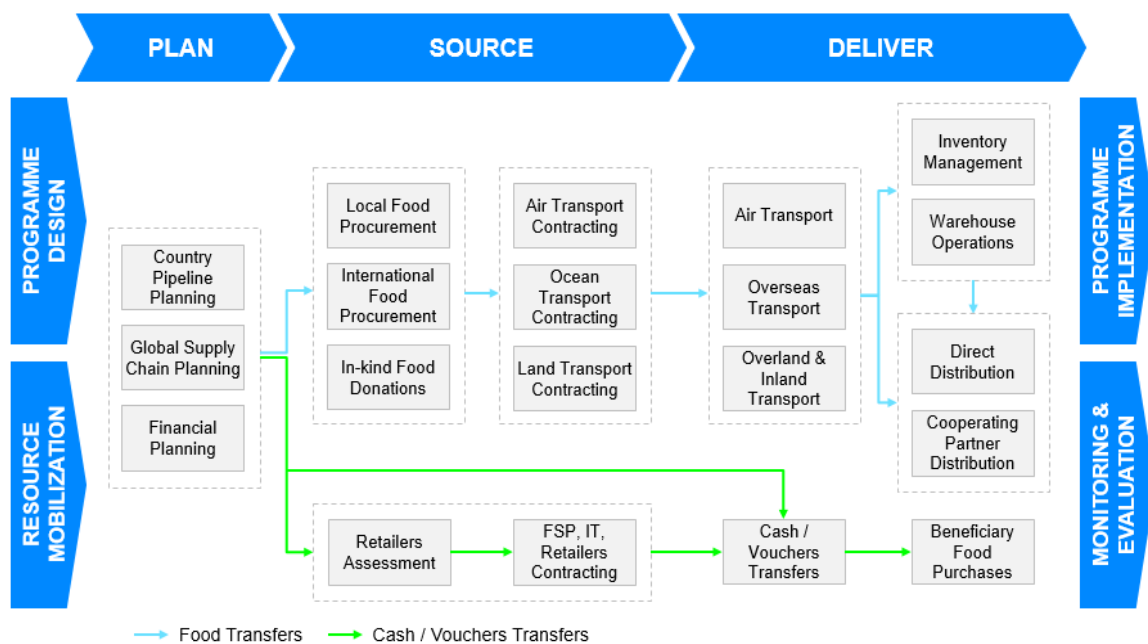 PLAN
SOURCE
DELIVER
PROGRAMME
DESIGN
RESOURCE
MOBILIZATION
Country
Pipeline
Planning
Global Supply
Chain Planning
Financial
Planning
Local Food
Procurement
International
Food
Procurement
In-kind Food
Donations
Air Transport
Contracting
Ocean
Transport
Contracting
Land Transport
Contracting
Air Transport
Overseas
Transport
Overland &
Inland
Transport
Inventory
Management
Warehouse
Operations
Direct
Distribution
Cooperating
Partner
Distribution
Retailers
Assessment
FSP, IT,
Retailers
Contracting
Cash /
Vouchers
Transfers
Beneficiary
Food
Purchases
PROGRAMME
IMPLEMENTATION
MONITORING &
EVALUATION
Food Transfers
Cash / Vouchers Transfers